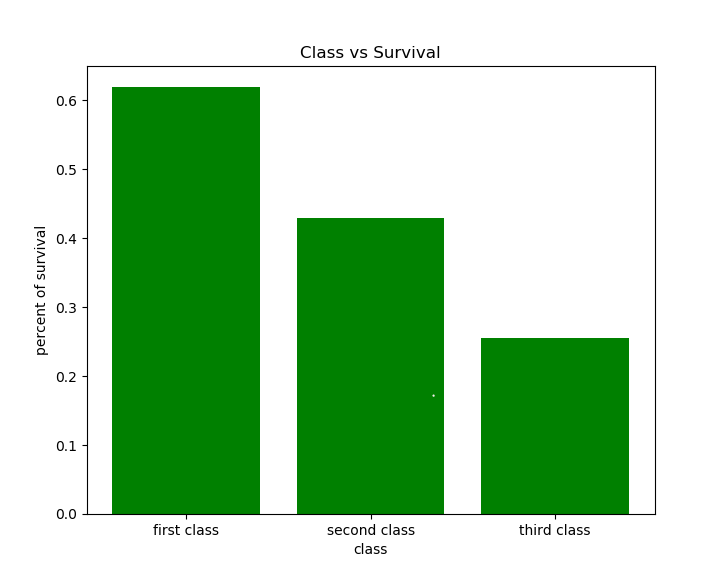 Class vs Survival
percent of survival
0.6
0.5
0.4
0.3
0.2
0.1
0.0
first class second class third class
class